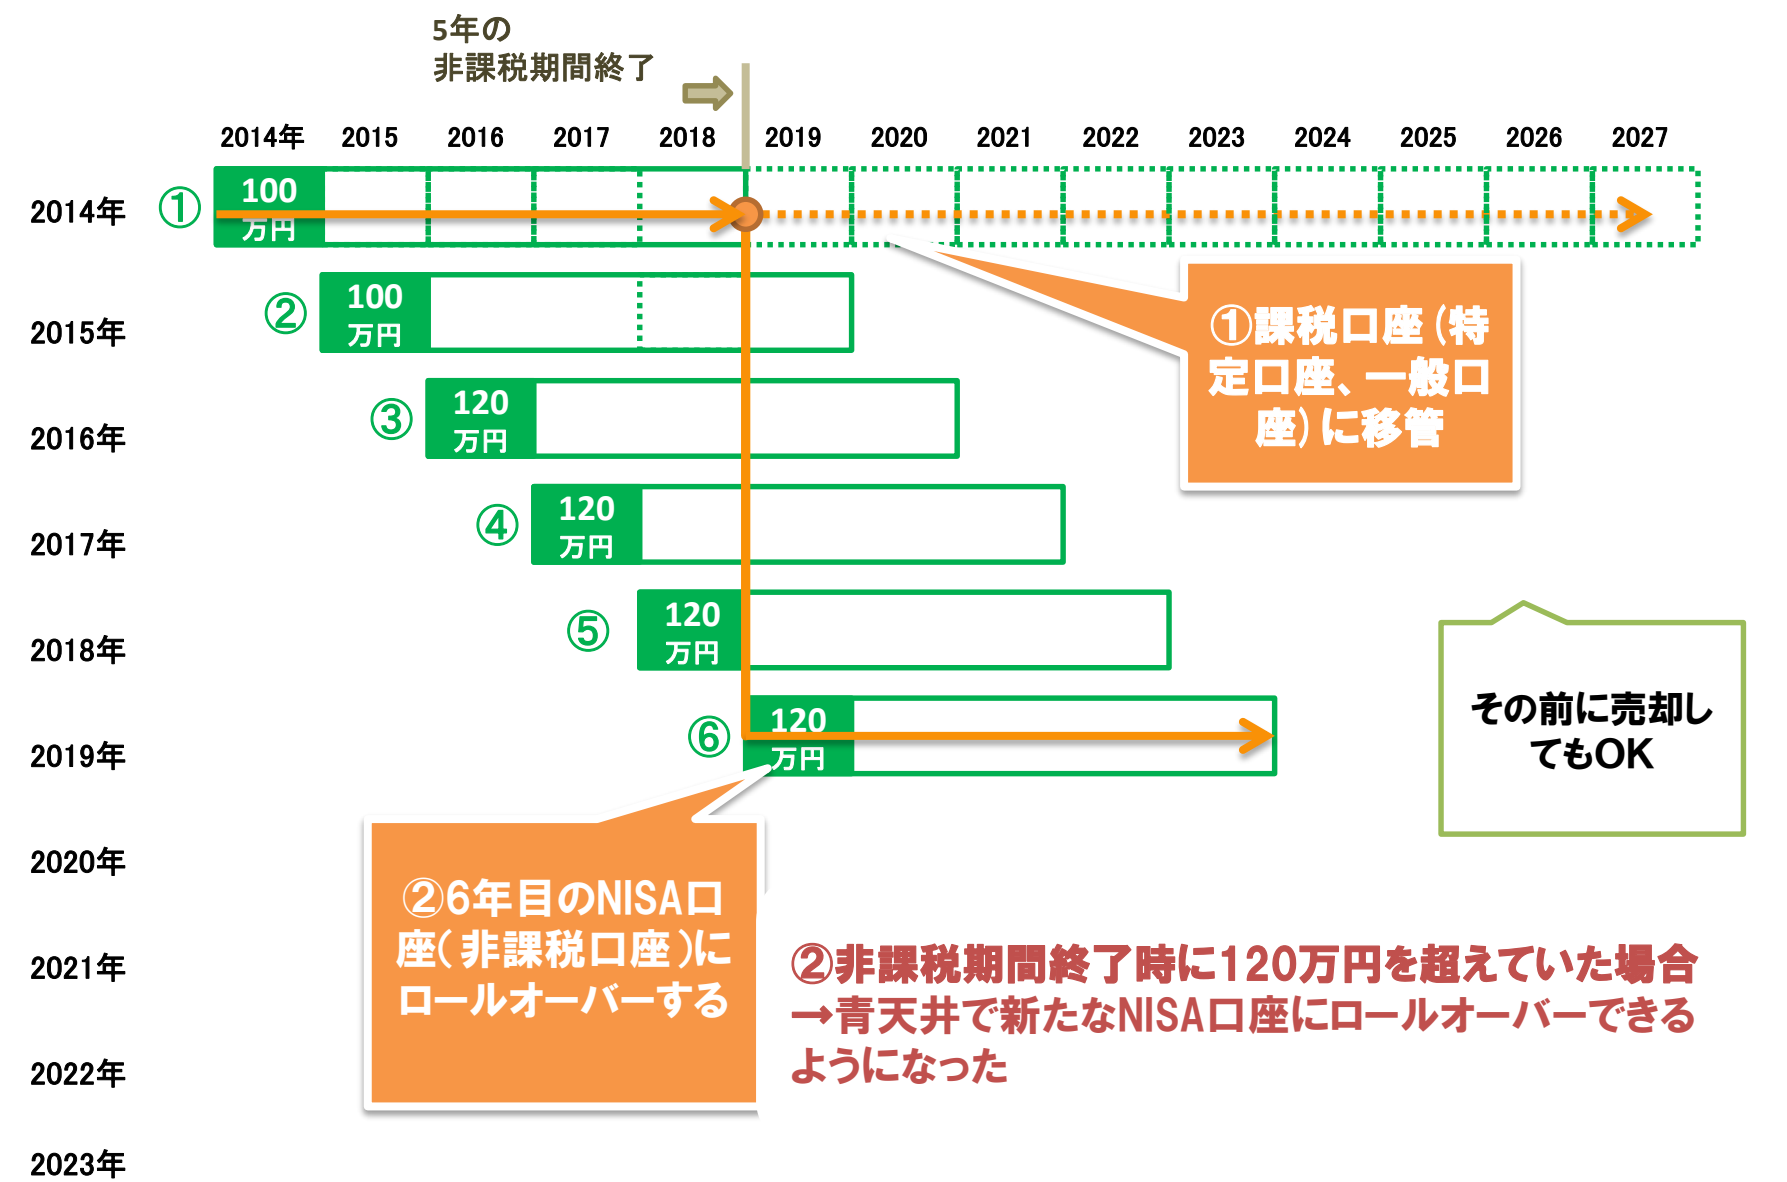 5年の
非課税期間終了
2014年 2015 2016 2017 2018 2019 2020 2021 2022 2023 2024 2025 2026 2027
2014年
①
100
万円
2015年
②
100
万円
①課税口座(特
定口座、一般口
座)に移管
2016年
③
120
万円
2017年
④
120
万円
2018年
⑤
120
万円
2019年
⑥
120
万円
その前に売却し
てもOK
2020年
②6年目のNISA口
座(非課税口座)に
ロールオーバーする
2021年
②非課税期間終了時に120万円を超えていた場合
→青天井で新たなNISA口座にロールオーバーできる
ようになった
2022年
2023年